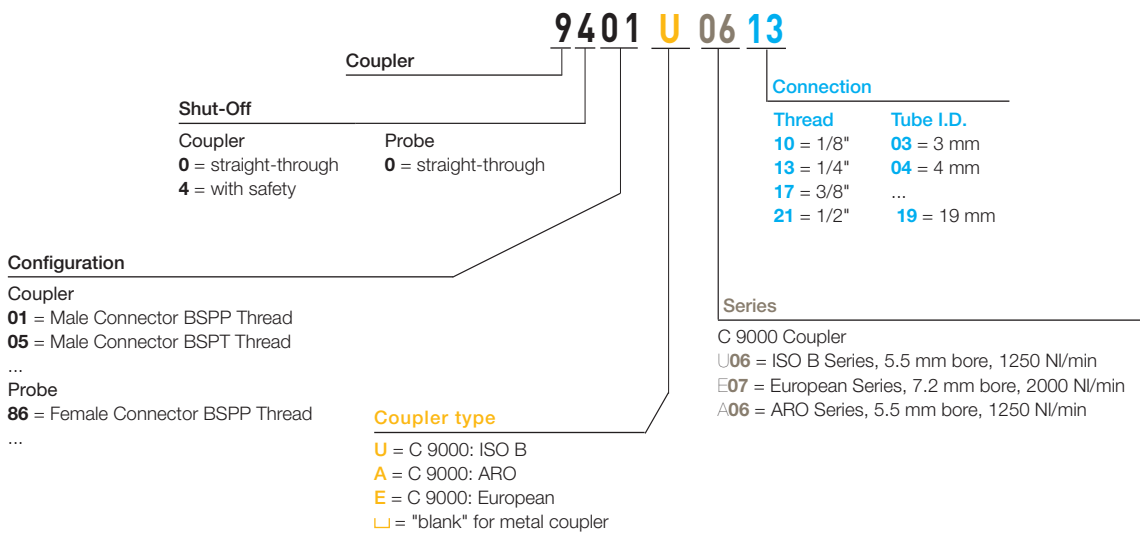 9401 U 06 13
Coupler
Shut-Off
Coupler Probe
0 = straight-through 0 = straight-through
4 = with safety
Connection
Thread Tube I.D.
10 = 1/8" 03 = 3 mm
13 = 1/4" 04 = 4 mm
17 = 3/8" ...
21 = 1/2" 19 = 19 mm
Configuration
Coupler
01 = Male Connector BSPP Thread
05 = Male Connector BSPT Thread
...
Probe
86 = Female Connector BSPP Thread
...
Series
C 9000 Coupler
U06 = ISO B Series, 5.5 mm bore, 1250 Nl/min
E07 = European Series, 7.2 mm bore, 2000 Nl/min
A06 = ARO Series, 5.5 mm bore, 1250 Nl/min
Coupler type
U = C 9000: ISO B
A = C 9000: ARO
E = C 9000: European
⌴ = "blank" for metal coupler